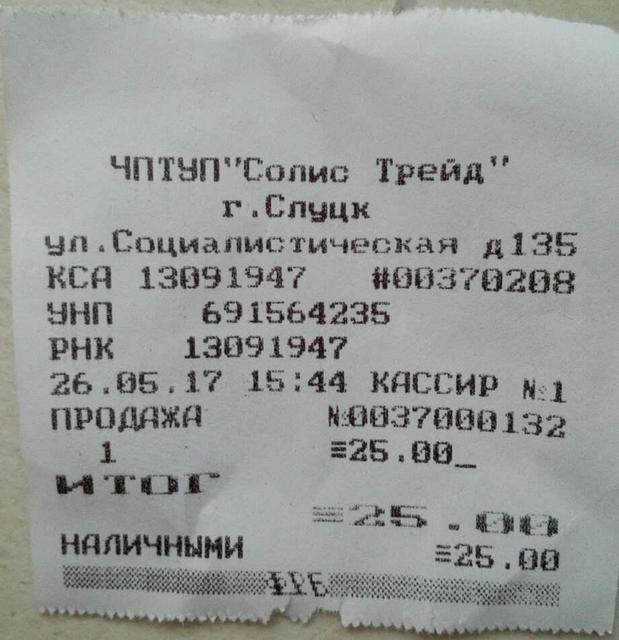 ЧПТУП"Солис Трейд"
г.Слуцк
ул.Социалистическая д135
КСА 13091947 #00370208
УНП 691564235
РНК 13091947
26.05.17 15:44 КАССИР №1
ПРОДАЖА №0037000132
1 ≡25.00_
ИТОГ
≡25.00
НАЛИЧНЫМИ ≡25.00